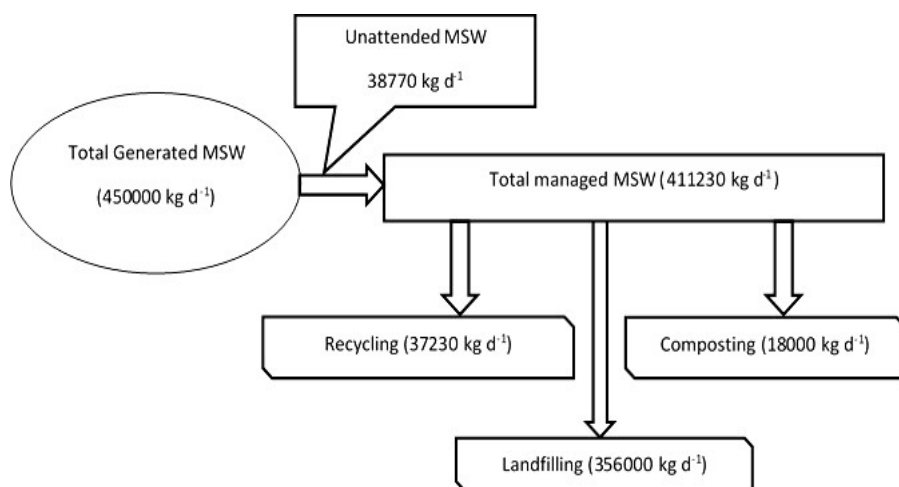 Unattended MSW
38770 kg d⁻¹
Total Generated MSW
(450000 kg d⁻¹)
Total managed MSW (411230 kg d⁻¹)
Recycling (37230 kg d⁻¹)
Composting (18000 kg d⁻¹)
Landfilling (356000 kg d⁻¹)